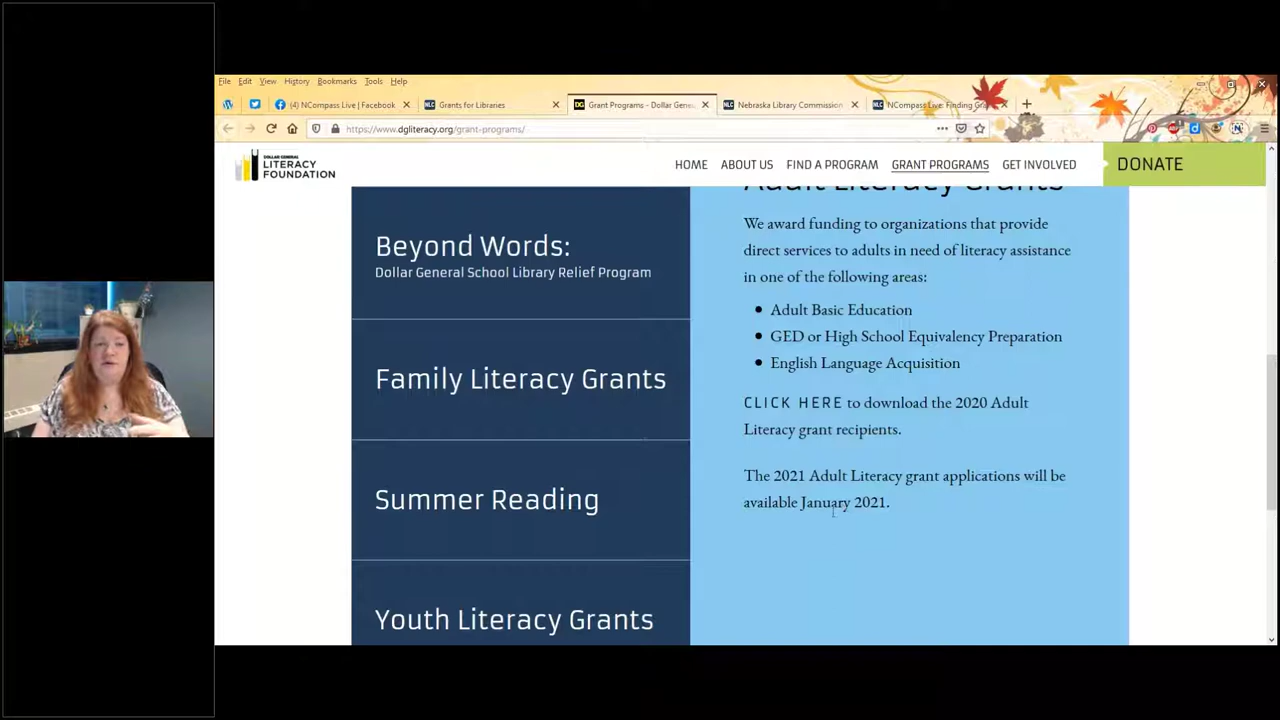 File Edit View History Bookmarks Tools Help
(4) NCompass Live | Facebook
Grants for Libraries
Grant Programs - Dollar Gene
Nebraska Library Commission
NCompass Live: Finding Gra
https://www.dgliteracy.org/grant-programs/
DOLLAR GENERAL
LITERACY
FOUNDATION
HOME ABOUT US FIND A PROGRAM GRANT PROGRAMS GET INVOLVED DONATE
Beyond Words:
Dollar General School Library Relief Program
Family Literacy Grants
Summer Reading
Youth Literacy Grants
Adult Literacy Grants
We award funding to organizations that provide
direct services to adults in need of literacy assistance
in one of the following areas:
Adult Basic Education
GED or High School Equivalency Preparation
English Language Acquisition
CLICK HERE to download the 2020 Adult
Literacy grant recipients.
The 2021 Adult Literacy grant applications will be
available January 2021.